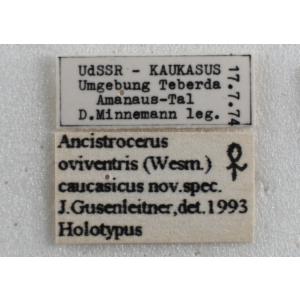 UdSSR - KAUKASUS
Umgebung Teberda
Amanaus-Tal
D.Minnemann leg.
17.7.74
Ancistrocerus
oviventris (Wesm.) ♀
caucasicus nov.spec.
J.Gusenleitner,det.1993
Holotypus